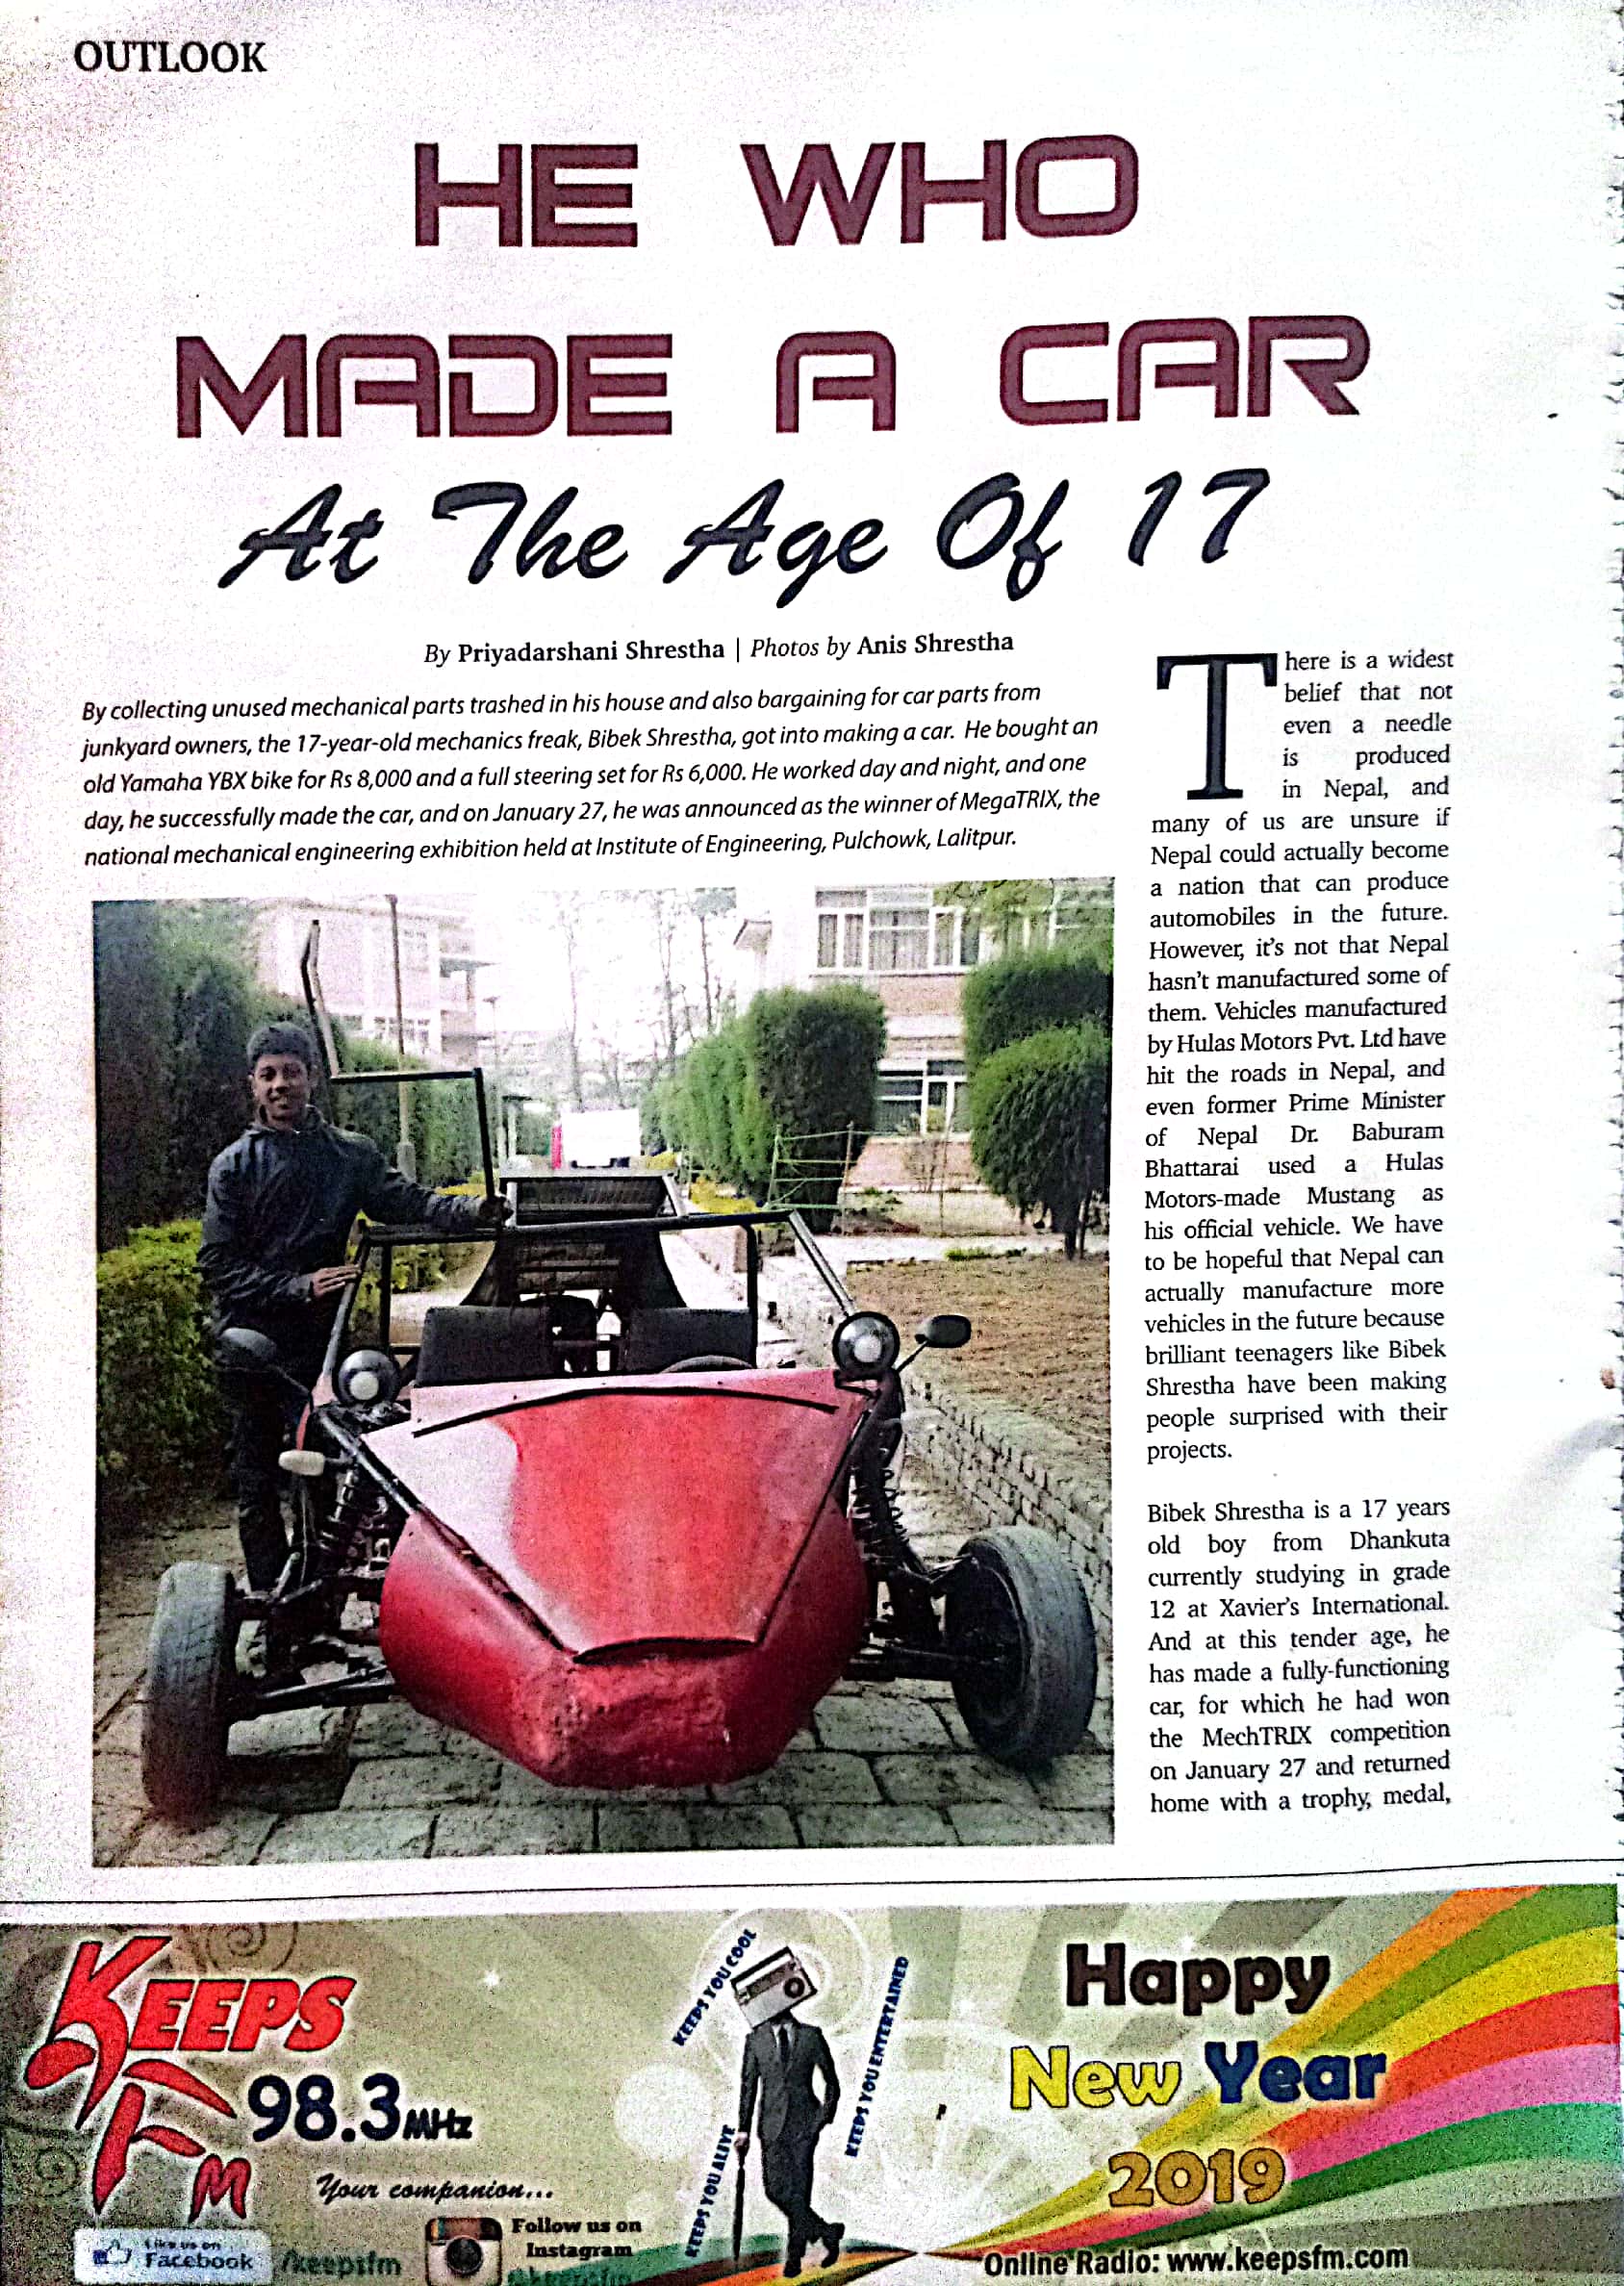 OUTLOOK
HE WHO
MADE A CAR
At The Age Of 17
By Priyadarshani Shrestha | Photos by Anis Shrestha
By collecting unused mechanical parts trashed in his house and also bargaining for car parts from
junkyard owners, the 17-year-old mechanics freak, Bibek Shrestha, got into making a car. He bought an
old Yamaha YBX bike for Rs 8,000 and a full steering set for Rs 6,000. He worked day and night, and one
day, he successfully made the car, and on January 27, he was announced as the winner of MegaTRIX, the
national mechanical engineering exhibition held at Institute of Engineering, Pulchowk, Lalitpur.
There is a widest
belief that not
even a needle
is produced
in Nepal, and
many of us are unsure if
Nepal could actually become
a nation that can produce
automobiles in the future.
However, it's not that Nepal
hasn't manufactured some of
them. Vehicles manufactured
by Hulas Motors Pvt. Ltd have
hit the roads in Nepal, and
even former Prime Minister
of Nepal Dr. Baburam
Bhattarai used a Hulas
Motors-made Mustang as
his official vehicle. We have
to be hopeful that Nepal can
actually manufacture more
vehicles in the future because
brilliant teenagers like Bibek
Shrestha have been making
people surprised with their
projects.
Bibek Shrestha is a 17 years
old boy from Dhankuta
currently studying in grade
12 at Xavier's International.
And at this tender age, he
has made a fully-functioning
car, for which he had won
the MechTRIX competition
on January 27 and returned
home with a trophy, medal,
KEEPS
FM
98.3MHz
Your companion...
Like us on
Facebook
/keepsfm
Follow us on
Instagram
KEEPS YOU COOL
KEEPS YOU ALIVE
KEEPS YOU ENTERTAINED
Happy
New Year
2019
Online Radio: www.keepsfm.com